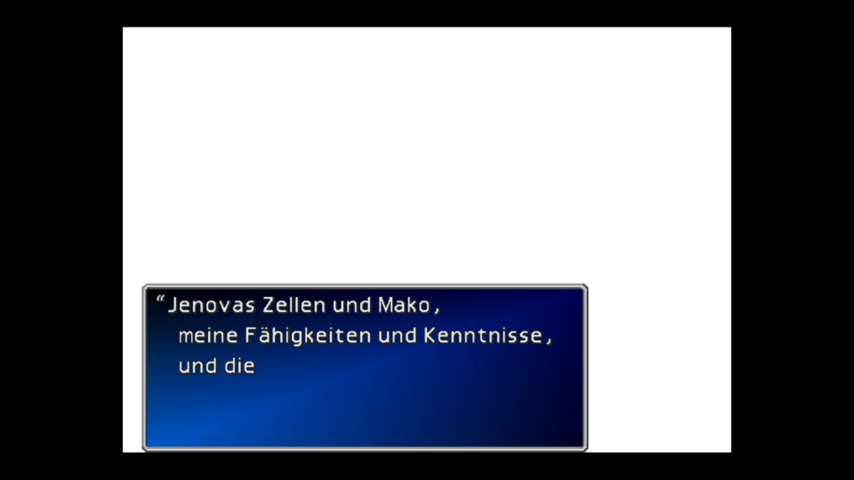 “Jenovas Zellen und Mako,
meine Fähigkeiten und Kenntnisse,
und die